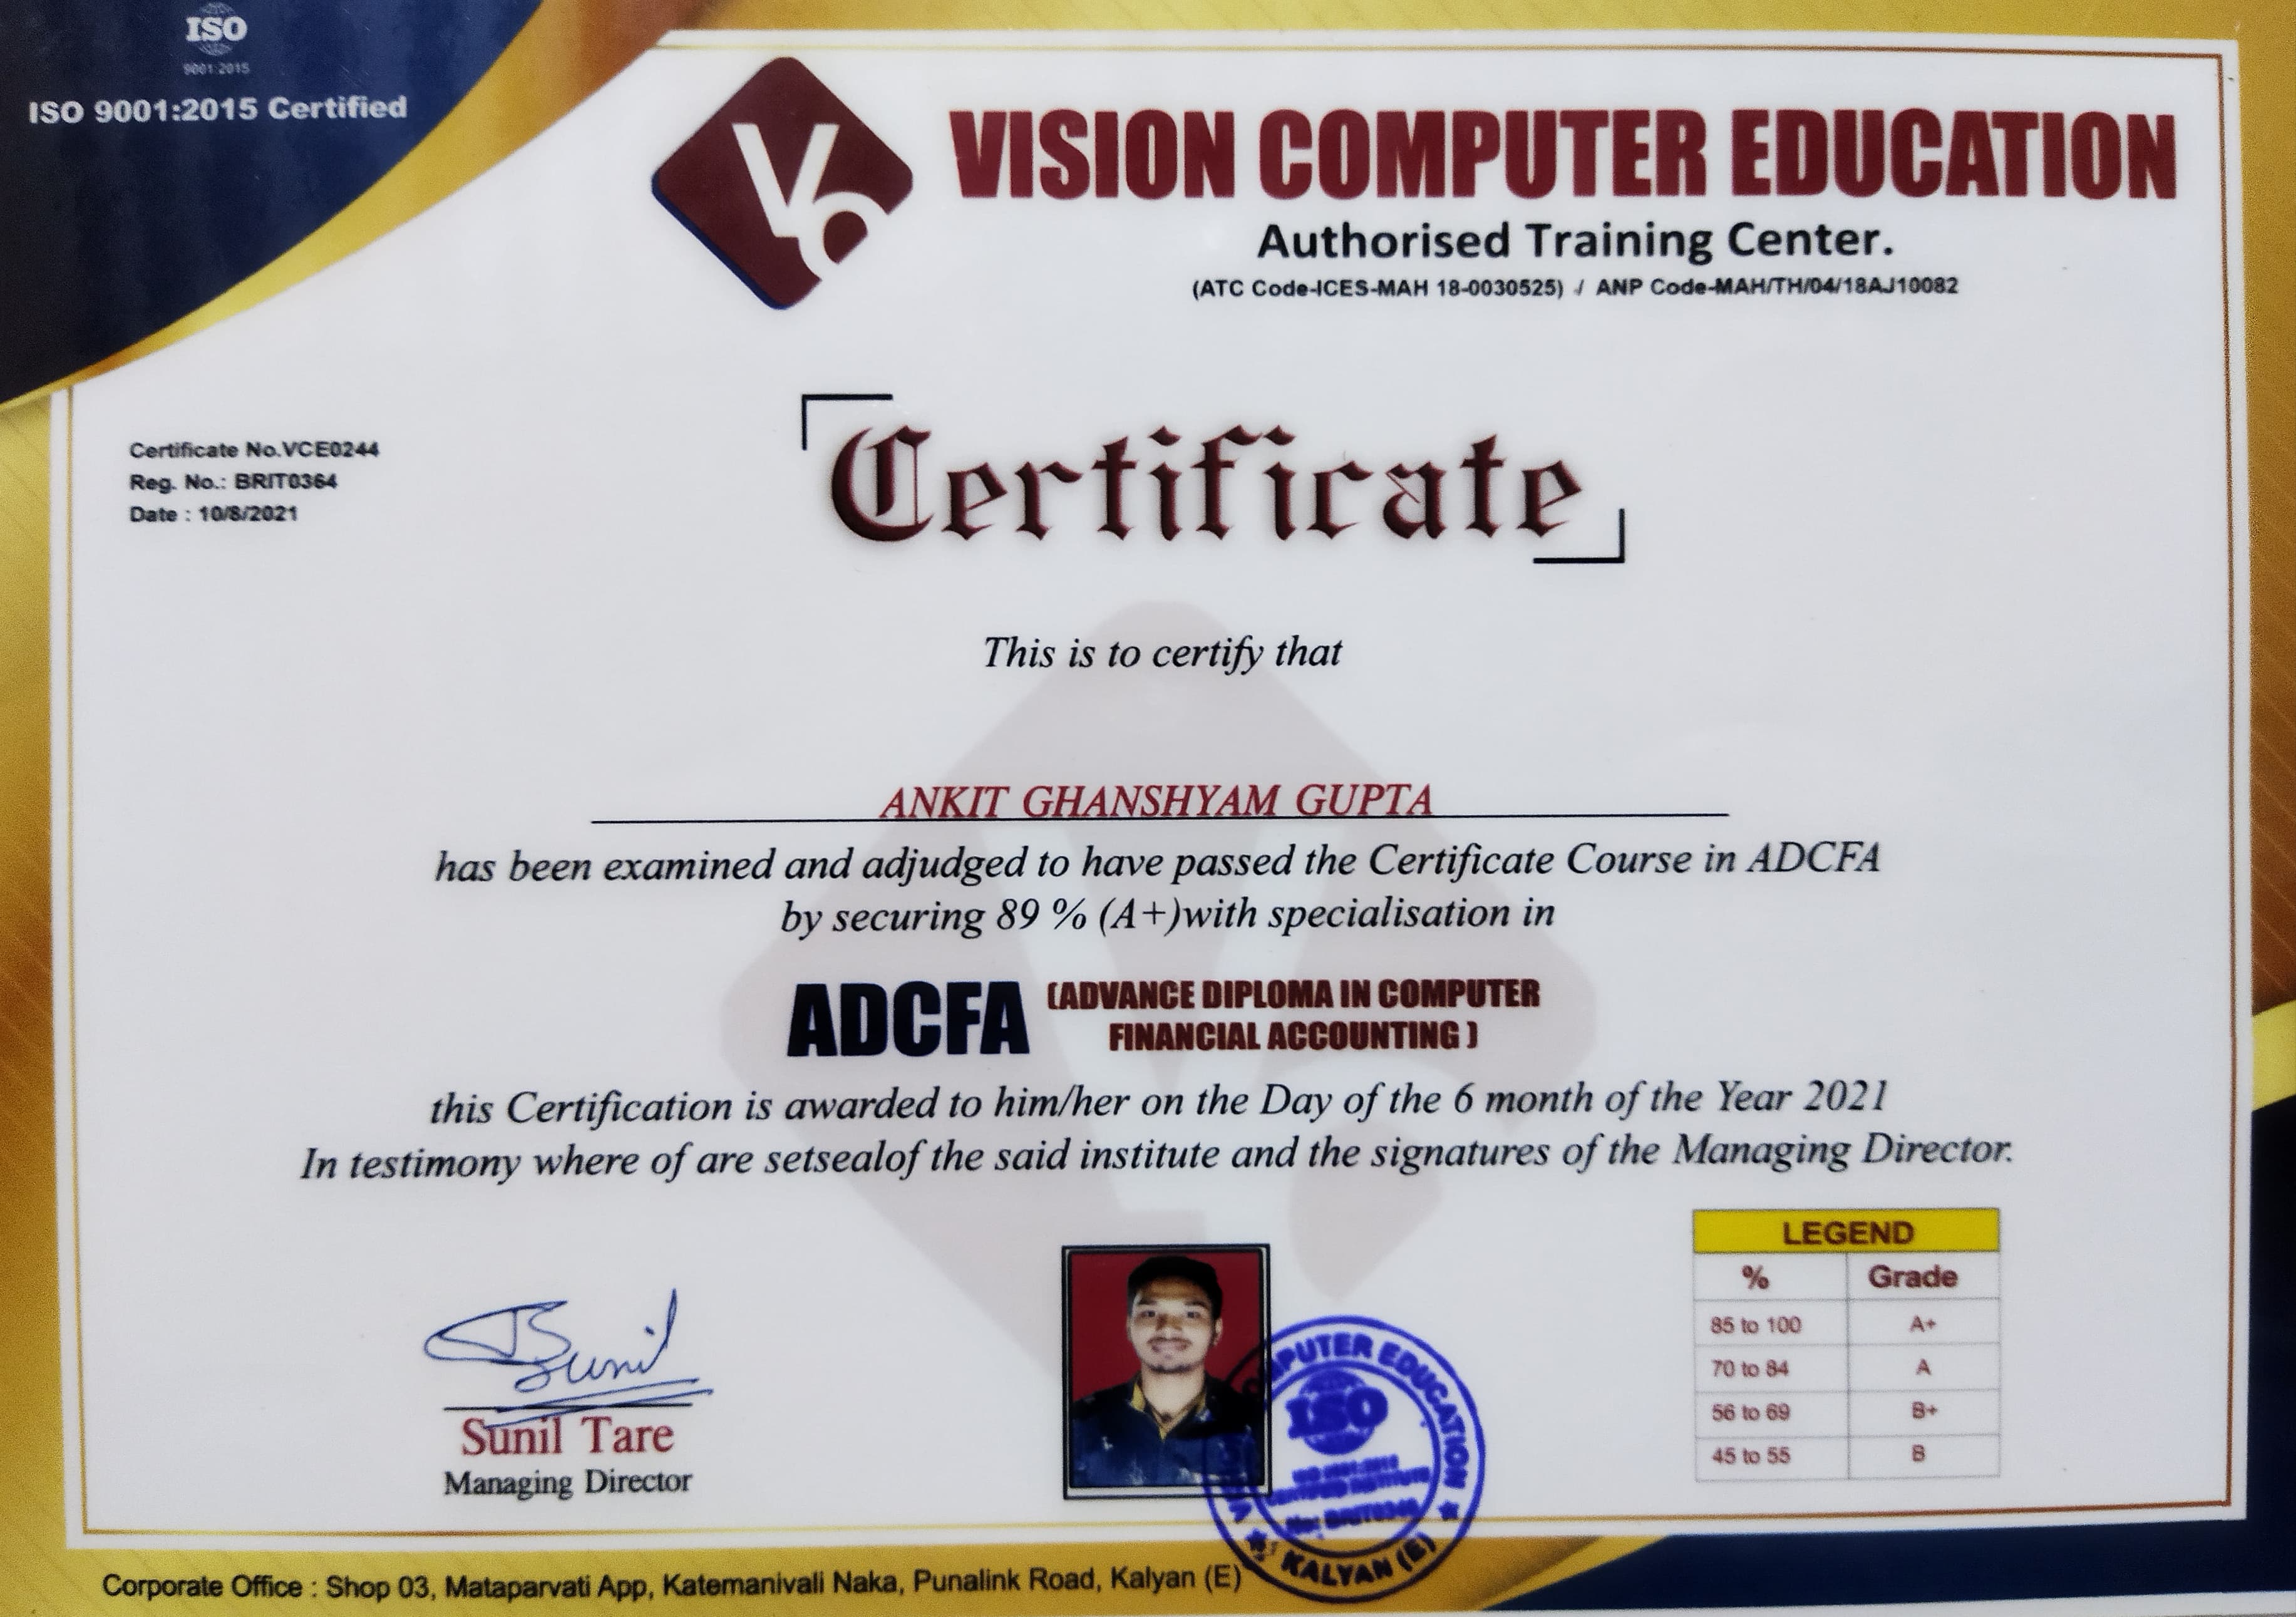 ISO
9001:2015
ISO 9001:2015 Certified
VISION COMPUTER EDUCATION
Authorised Training Center.
(ATC Code-ICES-MAH 18-0030525) / ANP Code-MAH/TH/04/18AJ10082
Certificate No.VCE0244
Reg. No.: BRIT0364
Date : 10/8/2021
Certificate
This is to certify that
ANKIT GHANSHYAM GUPTA
has been examined and adjudged to have passed the Certificate Course in ADCFA
by securing 89 % (A+)with specialisation in
ADCFA (ADVANCE DIPLOMA IN COMPUTER
FINANCIAL ACCOUNTING )
this Certification is awarded to him/her on the Day of the 6 month of the Year 2021
In testimony where of are setsealof the said institute and the signatures of the Managing Director.
Sunil
Sunil Tare
Managing Director
COMPUTER EDUCATION
ISO
KALYAN (E)
LEGEND
% Grade
85 to 100 A+
70 to 84 A
56 to 69 B+
45 to 55 B
Corporate Office : Shop 03, Mataparvati App, Katemanivali Naka, Punalink Road, Kalyan (E)